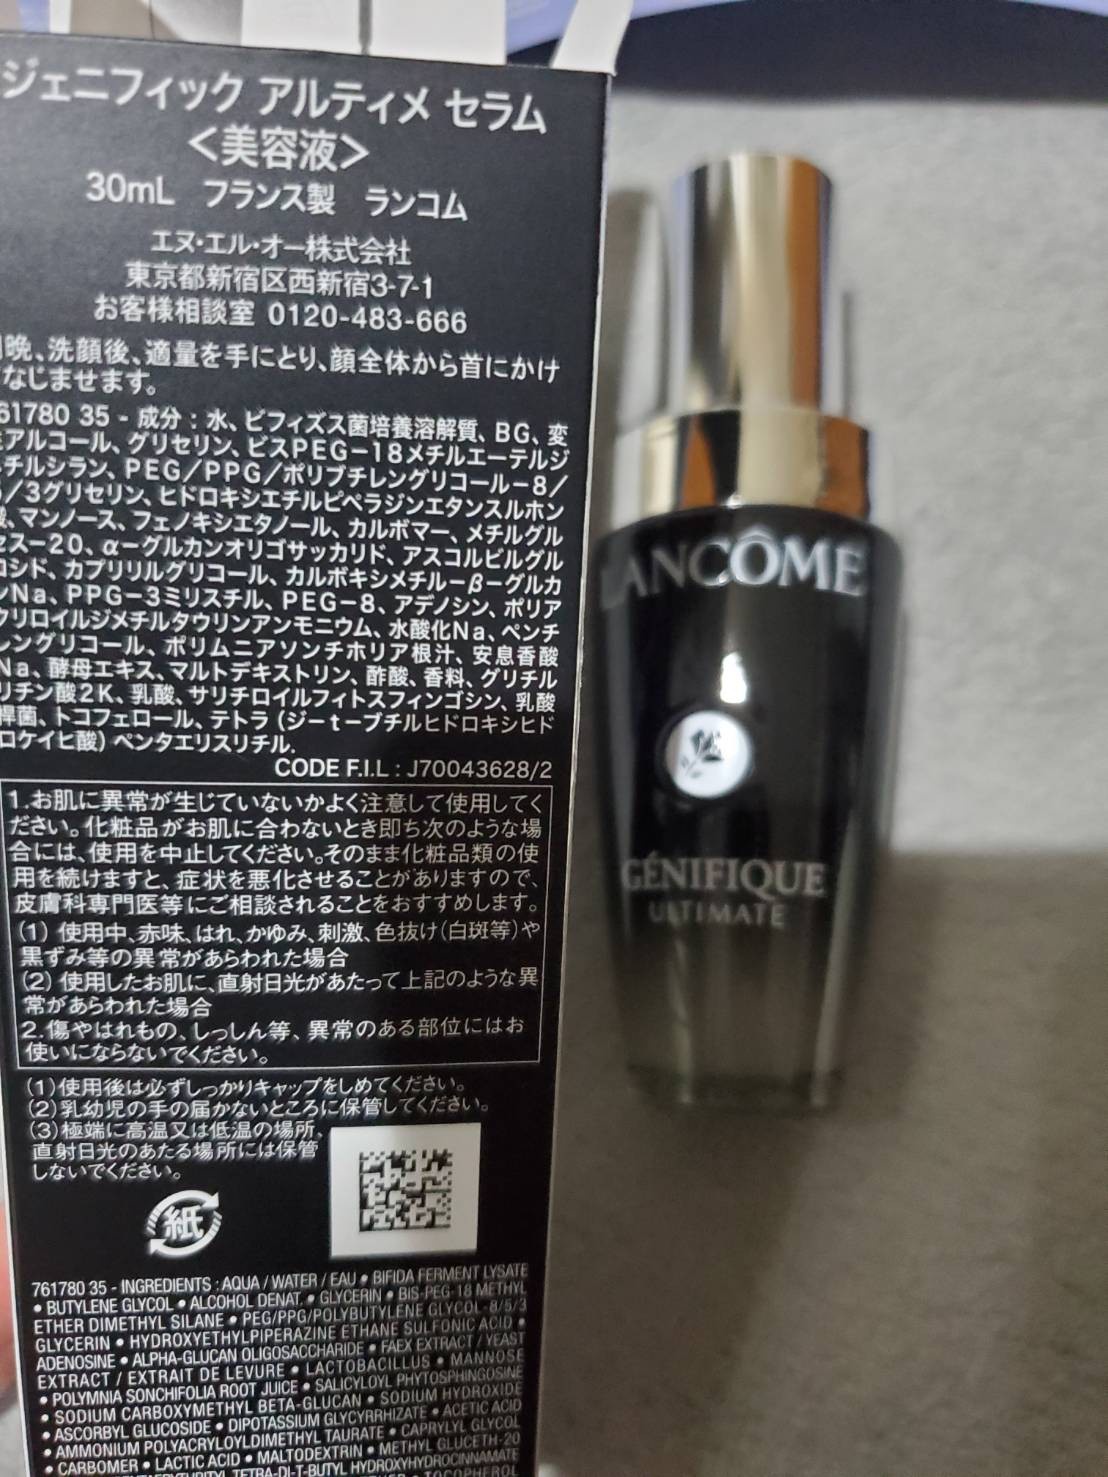 ジェニフィック アルティメ セラム
<美容液>
30mL フランス製 ランコム
エヌ・エル・オー株式会社
東京都新宿区西新宿3-7-1
お客様相談室 0120-483-666
晩、洗顔後、適量を手にとり、顔全体から首にかけ
なじませます。
61780 35 - 成分：水、ビフィズス菌培養溶解質、BG、変
アルコール、グリセリン、ビスPEG-18メチルエーテルジ
チルシラン、PEG/PPG/ポリブチレングリコール-8/
5/3グリセリン、ヒドロキシエチルピペラジンエタンスルホン
酸、マンノース、フェノキシエタノール、カルボマー、メチルグル
セス-20、α-グルカンオリゴサッカリド、アスコルビルグル
コシド、カプリリルグリコール、カルボキシメチル-β-グルカ
ンNa、PPG-3ミリスチル、PEG-8、アデノシン、ポリア
クリロイルジメチルタウリンアンモニウム、水酸化Na、ペンチ
レングリコール、ポリムニアソンチホリア根汁、安息香酸
Na、酵母エキス、マルトデキストリン、酢酸、香料、グリチル
リチン酸2K、乳酸、サリチロイルフィトスフィンゴシン、乳酸
桿菌、トコフェロール、テトラ(ジ-t-ブチルヒドロキシヒド
ロケイヒ酸)ペンタエリスリチル.
CODE F.I.L : J70043628/2
1.お肌に異常が生じていないかよく注意して使用してく
ださい。化粧品がお肌に合わないとき即ち次のような場
合には、使用を中止してください。そのまま化粧品類の使
用を続けますと、症状を悪化させることがありますので、
皮膚科専門医等にご相談されることをおすすめします。
(1) 使用中、赤味、はれ、かゆみ、刺激、色抜け(白斑等)や
黒ずみ等の異常があらわれた場合
(2) 使用したお肌に、直射日光があたって上記のような異
常があらわれた場合
2.傷やはれもの、しっしん等、異常のある部位にはお
使いにならないでください。
(1)使用後は必ずしっかりキャップをしめてください。
(2)乳幼児の手の届かないところに保管してください。
(3)極端に高温又は低温の場所、
直射日光のあたる場所には保管
しないでください。
紙
761780 35 - INGREDIENTS : AQUA / WATER / EAU • BIFIDA FERMENT LYSATE
• BUTYLENE GLYCOL • ALCOHOL DENAT. • GLYCERIN • BIS-PEG-18 METHYL
ETHER DIMETHYL SILANE • PEG/PPG/POLYBUTYLENE GLYCOL-8/5/3
GLYCERIN • HYDROXYETHYLPIPERAZINE ETHANE SULFONIC ACID •
ADENOSINE • ALPHA-GLUCAN OLIGOSACCHARIDE • FAEX EXTRACT / YEAST
EXTRACT / EXTRAIT DE LEVURE • LACTOBACILLUS • MANNOSE
• POLYMNIA SONCHIFOLIA ROOT JUICE • SALICYLOYL PHYTOSPHINGOSINE
• SODIUM CARBOXYMETHYL BETA-GLUCAN • SODIUM HYDROXIDE
• ASCORBYL GLUCOSIDE • DIPOTASSIUM GLYCYRRHIZATE • ACETIC ACID
• AMMONIUM POLYACRYLOYLDIMETHYL TAURATE • CAPRYLYL GLYCOL
• CARBOMER • LACTIC ACID • MALTODEXTRIN • METHYL GLUCETH-20
TETRA-DI-T-BUTYL HYDROXYHYDROCINNAMATE
TOCOPHEROL
LANCÔME
GÉNIFIQUE
ULTIMATE